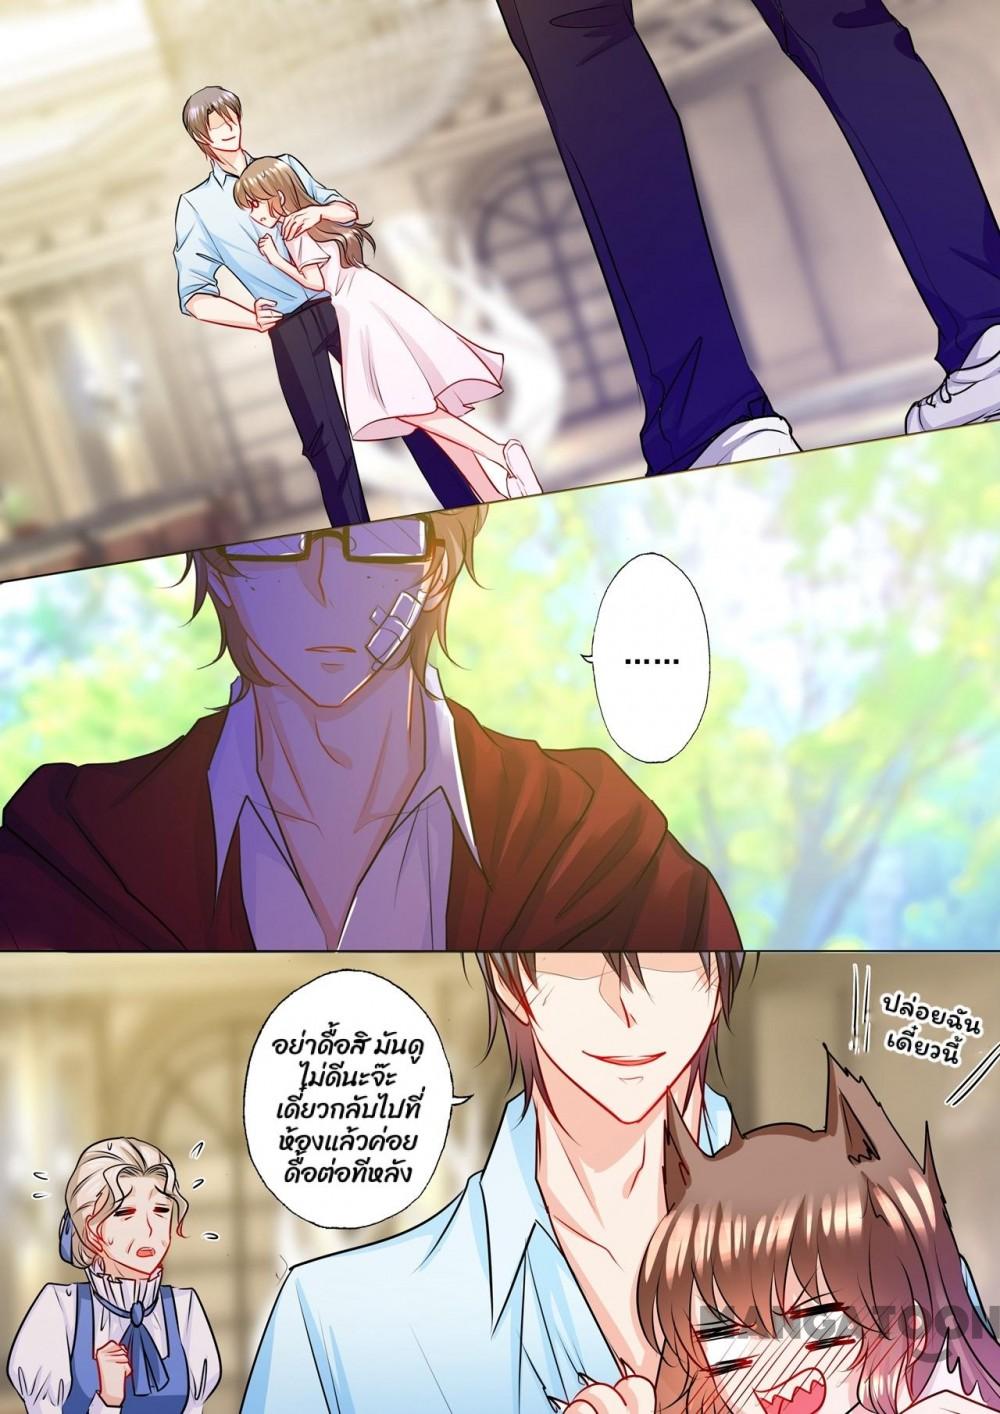 ......
ปล่อยฉัน
เดี๋ยวนี้
อย่าดื้อสิ มันดู
ไม่ดีนะจ๊ะ
เดี๋ยวกลับไปที่
ห้องแล้วค่อย
ดื้อต่อทีหลัง
MANGATOON